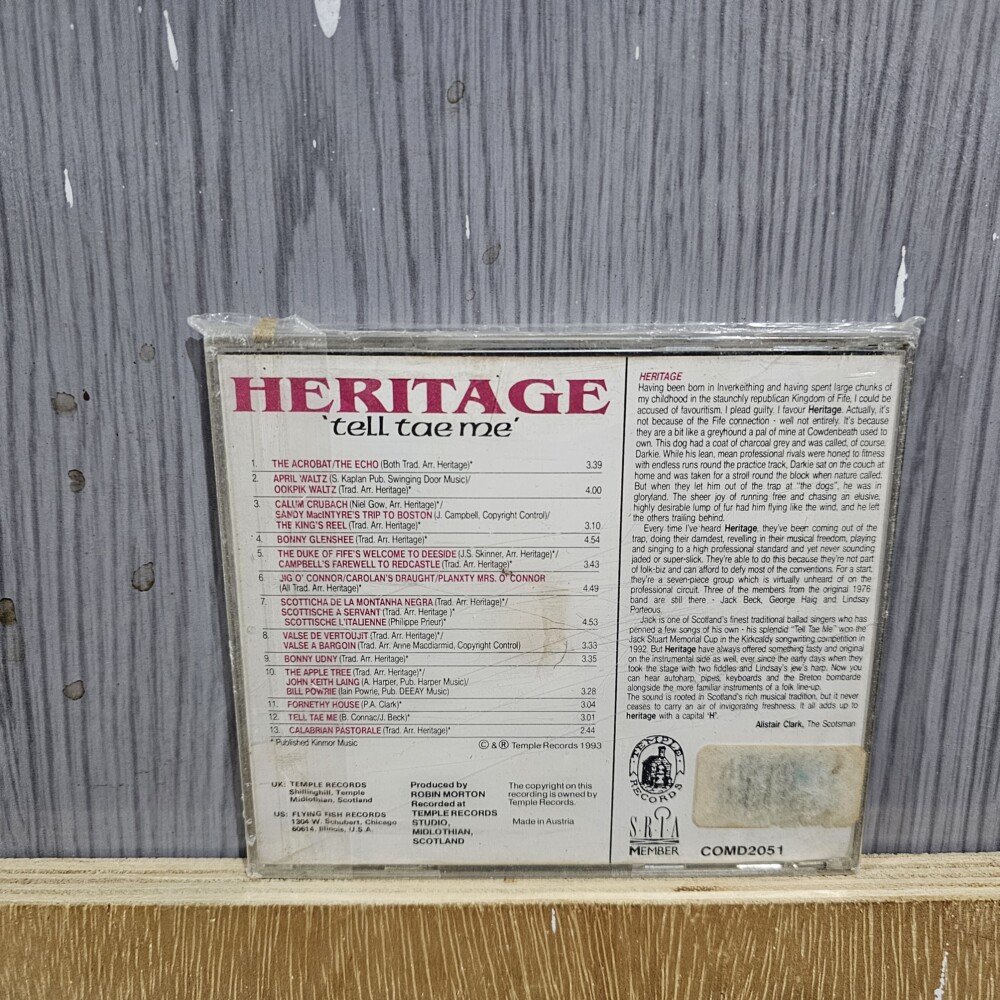 HERITAGE
'tell tae me'
1. THE ACROBAT/THE ECHO (Both Trad. Arr. Heritage)* 3.39
2. APRIL WALTZ (S. Kaplan Pub. Swinging Door Music)/
OOKPIK WALTZ (Trad. Arr. Heritage)* 4.00
3. CALUM CRUBACH (Niel Gow, Arr. Heritage)*/
SANDY MacINTYRE'S TRIP TO BOSTON (J. Campbell, Copyright Control)/
THE KING'S REEL (Trad. Arr. Heritage)* 3.10
4. BONNY GLENSHEE (Trad. Arr. Heritage)* 4.54
5. THE DUKE OF FIFE'S WELCOME TO DEESIDE (J.S. Skinner, Arr. Heritage)*/
CAMPBELL'S FAREWELL TO REDCASTLE (Trad. Arr. Heritage)* 3.43
6. JIG O' CONNOR/CAROLAN'S DRAUGHT/PLANXTY MRS. O' CONNOR
(All Trad. Arr. Heritage)* 4.49
7. SCOTTICHA DE LA MONTANHA NEGRA (Trad. Arr. Heritage)*/
SCOTTISCHE A SERVANT (Trad. Arr. Heritage )*
SCOTTISCHE L'ITALIENNE (Philippe Prieur)* 4.53
8. VALSE DE VERTOUJIT (Trad. Arr. Heritage)*/
VALSE A BARGOIN (Trad. Arr. Anne Macdiarmid, Copyright Control) 3.33
9. BONNY UDNY (Trad. Arr. Heritage)* 3.35
10. THE APPLE TREE (Trad. Arr. Heritage)*/
JOHN KEITH LAING (A. Harper, Pub. Harper Music)/
BILL POWRIE (Iain Powrie, Pub. DEEAY Music) 3.28
11. FORNETHY HOUSE (P.A. Clark)* 3.04
12. TELL TAE ME (B. Connac/J. Beck)* 3.01
13. CALABRIAN PASTORALE (Trad. Arr. Heritage)* 2.44
* Published Kinmor Music
© & ℗ Temple Records 1993
UK: TEMPLE RECORDS
Shillinghill, Temple
Midlothian, Scotland
US: FLYING FISH RECORDS
1304 W. Schubert, Chicago
60614, Illinois, U.S.A.
Produced by
ROBIN MORTON
Recorded at
TEMPLE RECORDS
STUDIO,
MIDLOTHIAN,
SCOTLAND
The copyright on this
recording is owned by
Temple Records.
Made in Austria
HERITAGE
Having been born in Inverkeithing and having spent large chunks of
my childhood in the staunchly republican Kingdom of Fife, I could be
accused of favouritism. I plead guilty. I favour Heritage. Actually, it's
not because of the Fife connection - well not entirely. It's because
they are a bit like a greyhound a pal of mine at Cowdenbeath used to
own. This dog had a coat of charcoal grey and was called, of course,
Darkie. While his lean, mean professional rivals were honed to fitness
with endless runs round the practice track, Darkie sat on the couch at
home and was taken for a stroll round the block when nature called.
But when they let him out of the trap at "the dogs", he was in
gloryland. The sheer joy of running free and chasing an elusive,
highly desirable lump of fur had him flying like the wind, and he left
the others trailing behind.
Every time I've heard Heritage, they've been coming out of the
trap, doing their darndest, revelling in their musical freedom, playing
and singing to a high professional standard and yet never sounding
jaded or super-slick. They're able to do this because they're not part
of folk-biz and can afford to defy most of the conventions. For a start,
they're a seven-piece group which is virtually unheard of on the
professional circuit. Three of the members from the original 1976
band are still there - Jack Beck, George Haig and Lindsay
Porteous.
Jack is one of Scotland's finest traditional ballad singers who has
penned a few songs of his own - his splendid "Tell Tae Me" won the
Jack Stuart Memorial Cup in the Kirkcaldy songwriting competition in
1992. But Heritage have always offered something tasty and original
on the instrumental side as well, ever since the early days when they
took the stage with two fiddles and Lindsay's jew's harp. Now you
can hear autoharp, pipes, keyboards and the Breton bombarde
alongside the more familiar instruments of a folk line-up.
The sound is rooted in Scotland's rich musical tradition, but it never
ceases to carry an air of invigorating freshness. It all adds up to
heritage with a capital "H".
Alistair Clark, The Scotsman
TEMPLE
RECORDS
SRIA
MEMBER
COMD2051